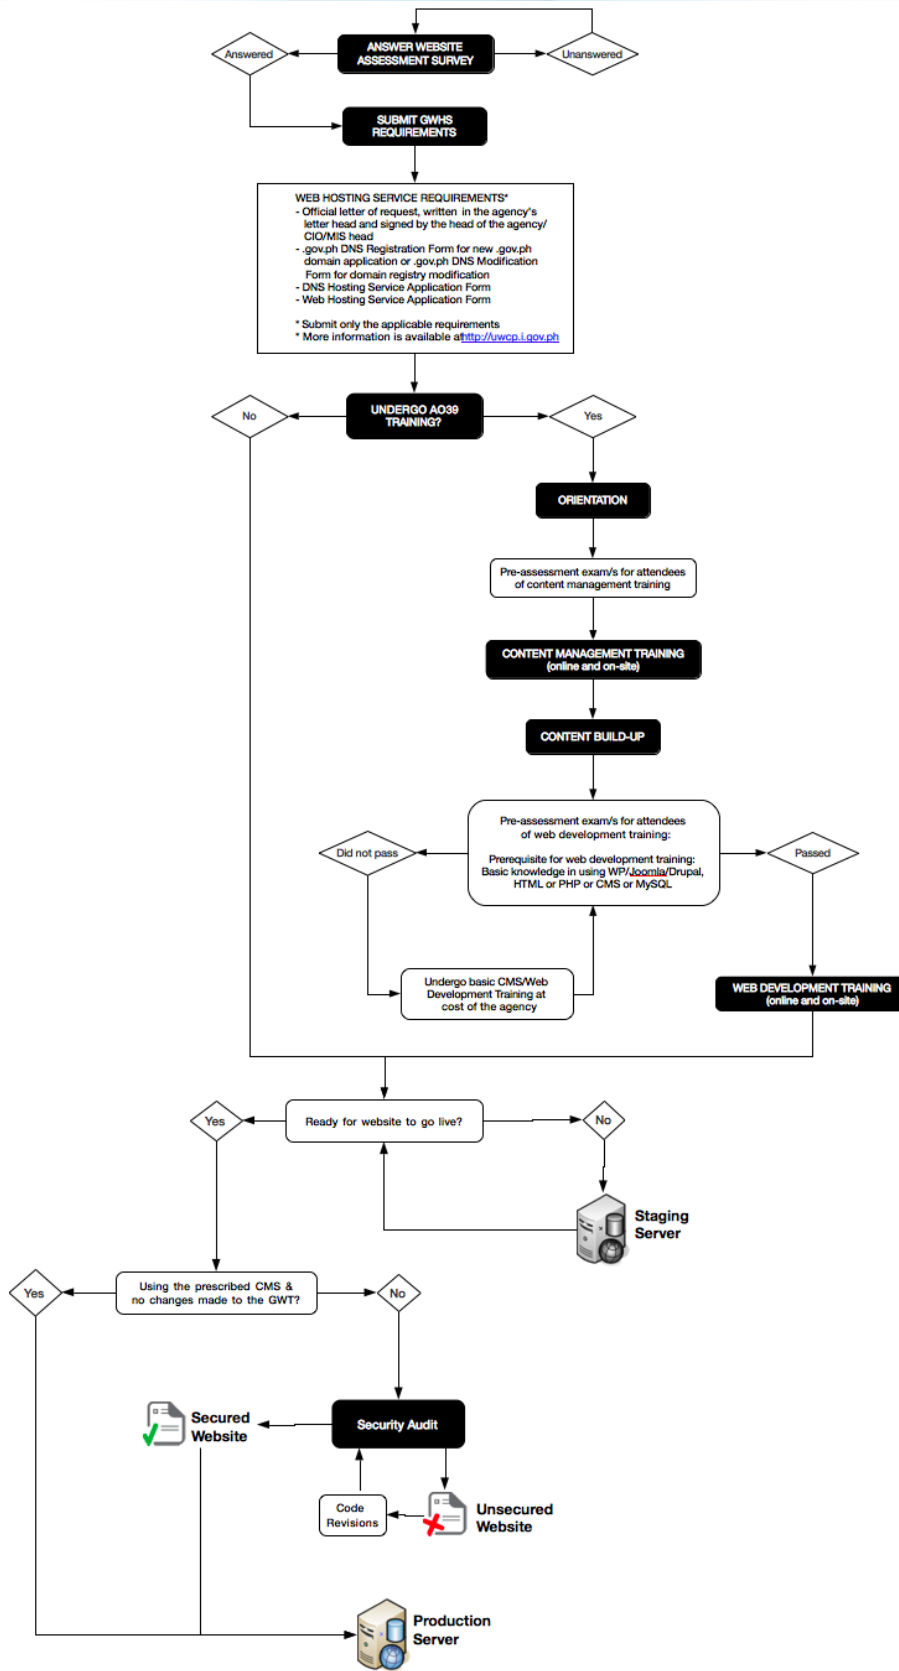 ANSWER WEBSITE
ASSESSMENT SURVEY
Answered
Unanswered
SUBMIT GWHS
REQUIREMENTS
WEB HOSTING SERVICE REQUIREMENTS*
- Official letter of request, written in the agency's
letter head and signed by the head of the agency/
CIO/MIS head
- .gov.ph DNS Registration Form for new .gov.ph
domain application or .gov.ph DNS Modification
Form for domain registry modification
- DNS Hosting Service Application Form
- Web Hosting Service Application Form
* Submit only the applicable requirements
* More information is available at http://uwcp.i.gov.ph
No
UNDERGO AO39
TRAINING?
Yes
ORIENTATION
Pre-assessment exam/s for attendees
of content management training
CONTENT MANAGEMENT TRAINING
(online and on-site)
CONTENT BUILD-UP
Pre-assessment exam/s for attendees
of web development training:
Prerequisite for web development training:
Basic knowledge in using WP/Joomla/Drupal,
HTML or PHP or CMS or MySQL
Did not pass
Passed
Undergo basic CMS/Web
Development Training at
cost of the agency
WEB DEVELOPMENT TRAINING
(online and on-site)
Yes
Ready for website to go live?
No
Staging
Server
Yes
Using the prescribed CMS &
no changes made to the GWT?
No
Secured
Website
Security Audit
Code
Revisions
Unsecured
Website
Production
Server